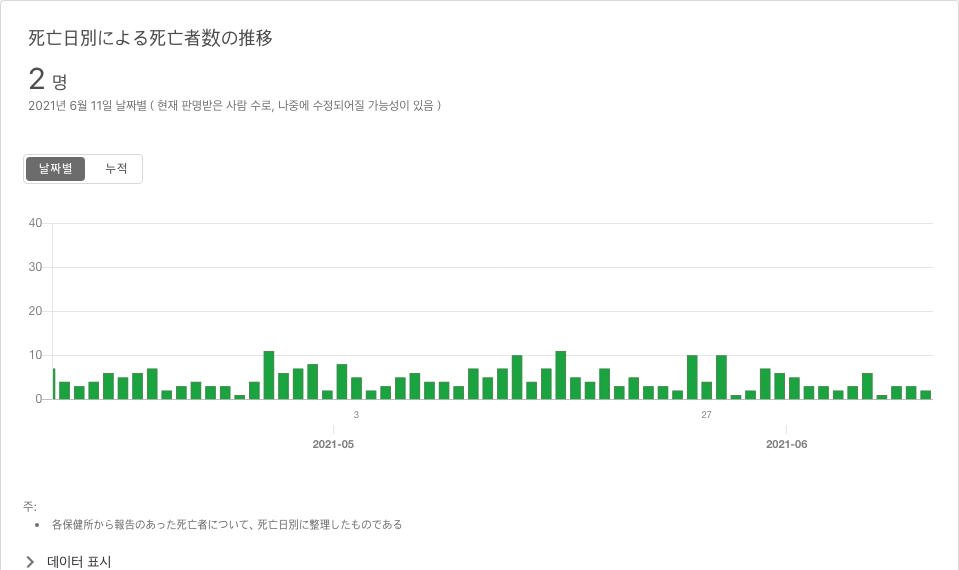 死亡日別による死亡者数の推移
2 명
2021년 6월 11일 날짜별 ( 현재 판명받은 사람 수로, 나중에 수정되어질 가능성이 있음 )
날짜별 누적
40
30
20
10
0
3 27
2021-05 2021-06
주:
• 各保健所から報告のあった死亡者について、死亡日別に整理したものである
데이터 표시